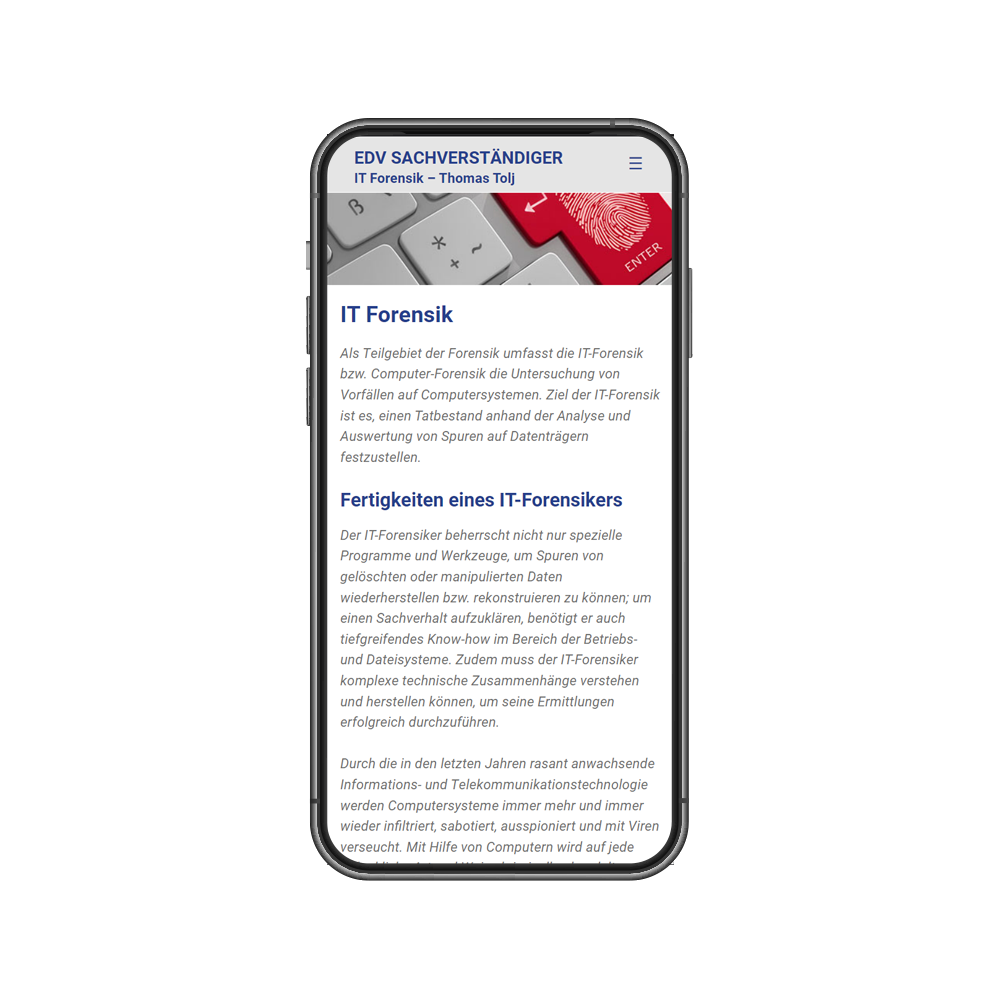 EDV SACHVERSTÄNDIGER
IT Forensik – Thomas Tolj
ß
*
~
+
ENTER
IT Forensik
Als Teilgebiet der Forensik umfasst die IT-Forensik
bzw. Computer-Forensik die Untersuchung von
Vorfällen auf Computersystemen. Ziel der IT-Forensik
ist es, einen Tatbestand anhand der Analyse und
Auswertung von Spuren auf Datenträgern
festzustellen.
Fertigkeiten eines IT-Forensikers
Der IT-Forensiker beherrscht nicht nur spezielle
Programme und Werkzeuge, um Spuren von
gelöschten oder manipulierten Daten
wiederherstellen bzw. rekonstruieren zu können; um
einen Sachverhalt aufzuklären, benötigt er auch
tiefgreifendes Know-how im Bereich der Betriebs-
und Dateisysteme. Zudem muss der IT-Forensiker
komplexe technische Zusammenhänge verstehen
und herstellen können, um seine Ermittlungen
erfolgreich durchzuführen.
Durch die in den letzten Jahren rasant anwachsende
Informations- und Telekommunikationstechnologie
werden Computersysteme immer mehr und immer
wieder infiltriert, sabotiert, ausspioniert und mit Viren
verseucht. Mit Hilfe von Computern wird auf jede